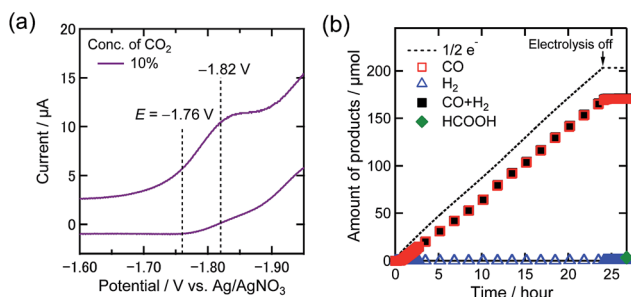 (a)
Conc. of CO₂
10%
−1.82 V
E = −1.76 V
Current / μA
20
15
10
5
0
−1.60
−1.70
−1.80
−1.90
Potential / V vs. Ag/AgNO₃
(b)
1/2 e⁻
CO
H₂
CO+H₂
HCOOH
Electrolysis off
Amount of products / μmol
200
150
100
50
0
0
5
10
15
20
25
Time / hour